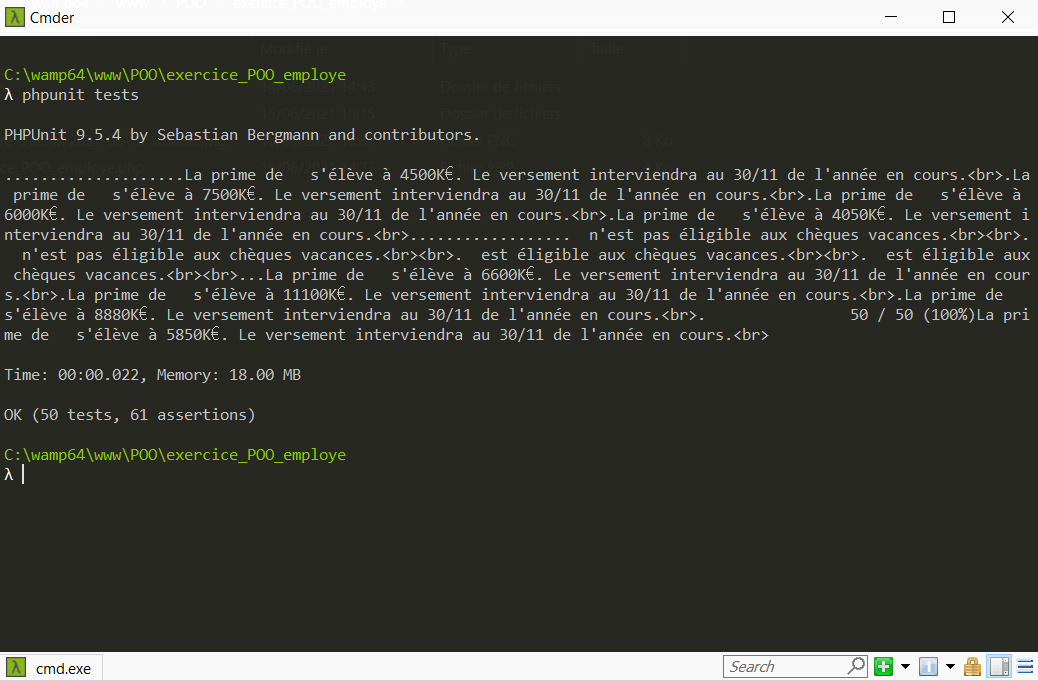 Cmder
C:\wamp64\www\POO\exercice_POO_employe
λ phpunit tests
PHPUnit 9.5.4 by Sebastian Bergmann and contributors.
....................La prime de   s'élève à 4500K€. Le versement interviendra au 30/11 de l'année en cours.<br>.La
 prime de   s'élève à 7500K€. Le versement interviendra au 30/11 de l'année en cours.<br>.La prime de   s'élève à
6000K€. Le versement interviendra au 30/11 de l'année en cours.<br>.La prime de   s'élève à 4050K€. Le versement i
nterviendra au 30/11 de l'année en cours.<br>..................  n'est pas éligible aux chèques vacances.<br><br>.
  n'est pas éligible aux chèques vacances.<br><br>.  est éligible aux chèques vacances.<br><br>.  est éligible aux
 chèques vacances.<br><br>...La prime de   s'élève à 6600K€. Le versement interviendra au 30/11 de l'année en cour
s.<br>.La prime de   s'élève à 11100K€. Le versement interviendra au 30/11 de l'année en cours.<br>.La prime de
s'élève à 8880K€. Le versement interviendra au 30/11 de l'année en cours.<br>.                50 / 50 (100%)La pri
me de   s'élève à 5850K€. Le versement interviendra au 30/11 de l'année en cours.<br>
Time: 00:00.022, Memory: 18.00 MB
OK (50 tests, 61 assertions)
C:\wamp64\www\POO\exercice_POO_employe
λ
cmd.exe
Search
1